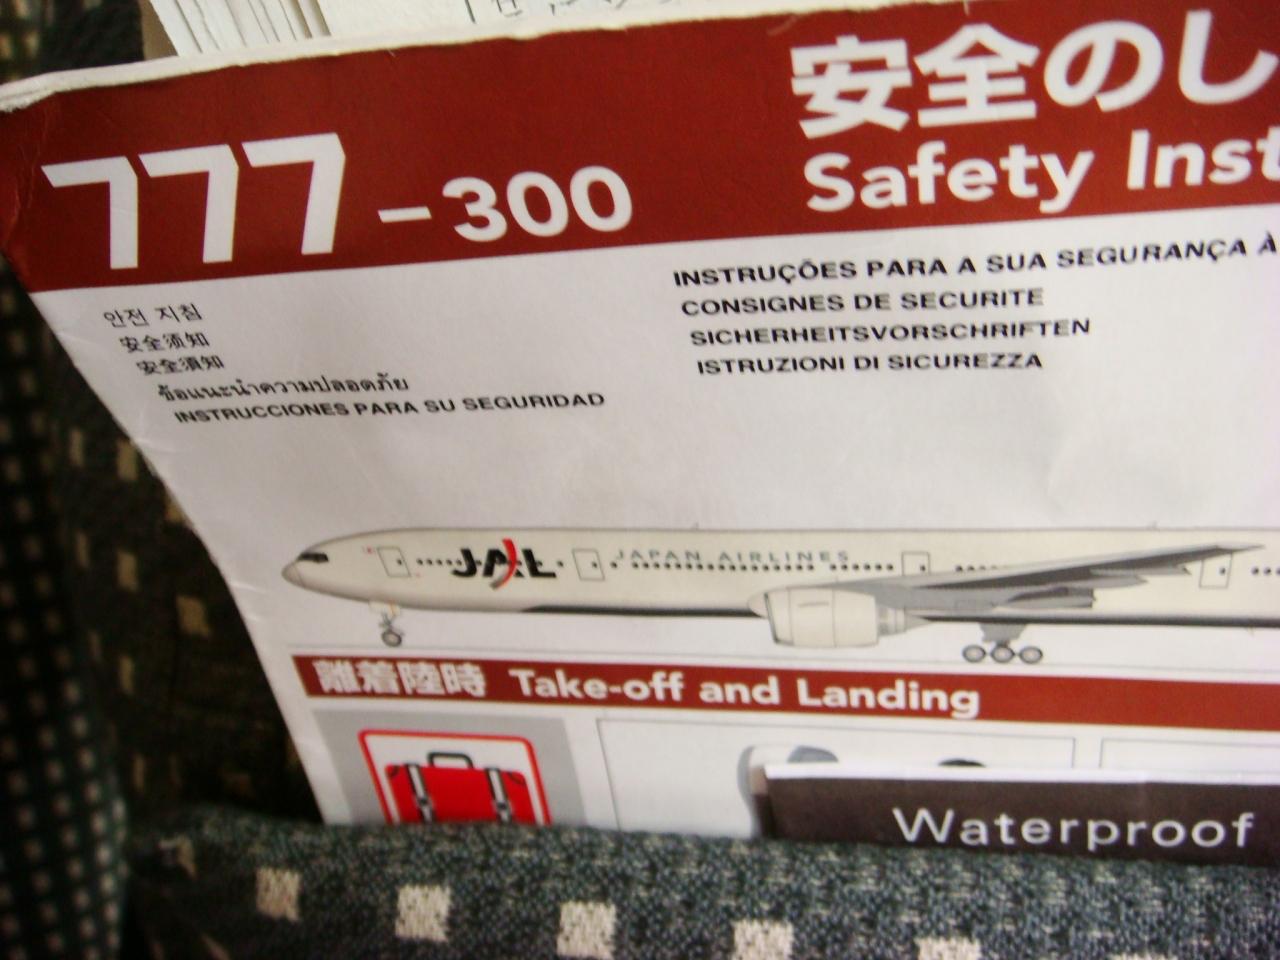 安全のし
777-300
Safety Inst
안전 지침
安全须知
安全須知
ข้อแนะนำความปลอดภัย
INSTRUCCIONES PARA SU SEGURIDAD
INSTRUÇÕES PARA A SUA SEGURANÇA À
CONSIGNES DE SECURITE
SICHERHEITSVORSCHRIFTEN
ISTRUZIONI DI SICUREZZA
JAL JAPAN AIRLINES
離着陸時 Take-off and Landing
Waterproof